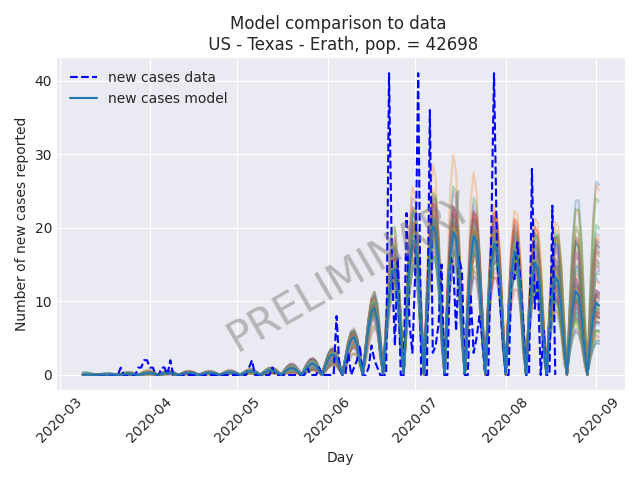 Model comparison to data
US - Texas - Erath, pop. = 42698
new cases data
new cases model
PRELIMINARY
Number of new cases reported
40
30
20
10
0
2020-03
2020-04
2020-05
2020-06
2020-07
2020-08
2020-09
Day